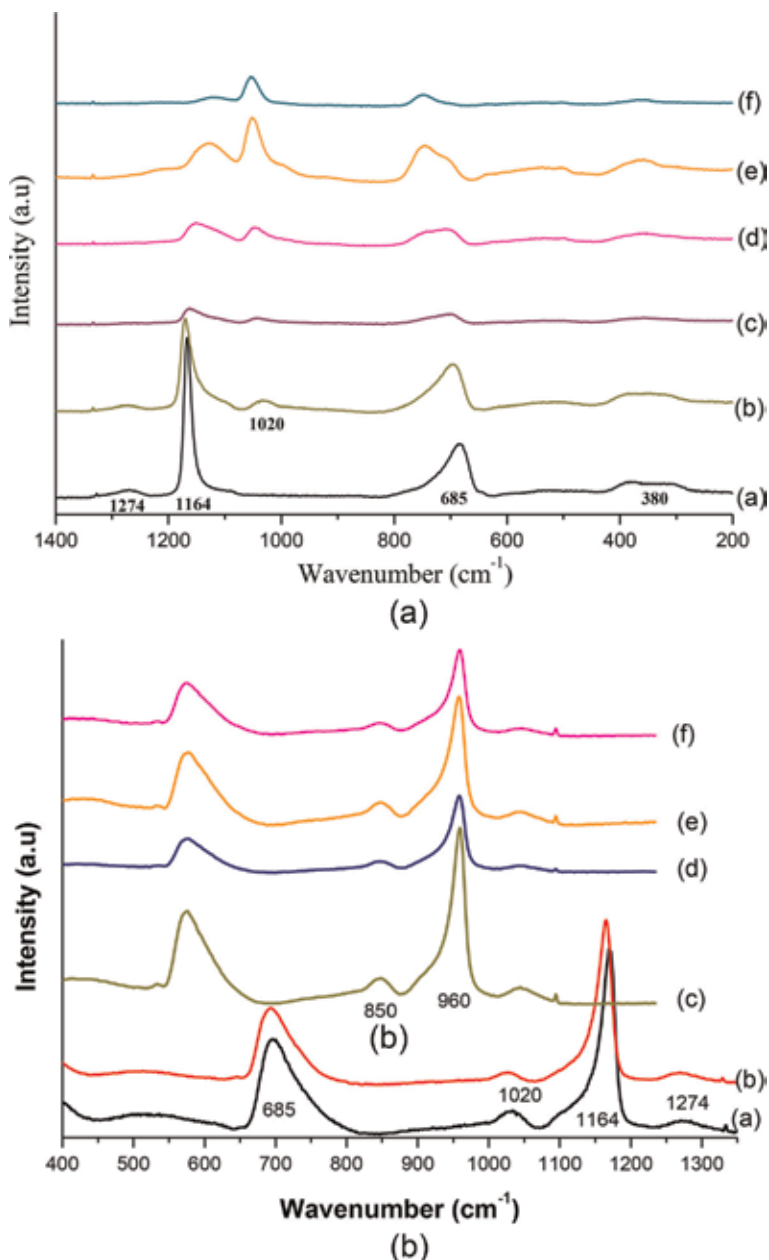 Intensity (a.u)
(f)
(e)
(d)
(c)
(b)
1020
(a)
1274 1164 685 380
1400 1200 1000 800 600 400 200
Wavenumber (cm-1)
(a)
Intensity (a.u)
(f)
(e)
(d)
(c)
850 960
(b)
(b)
1020 1274
(a)
685 1164
400 500 600 700 800 900 1000 1100 1200 1300
Wavenumber (cm-1)
(b)